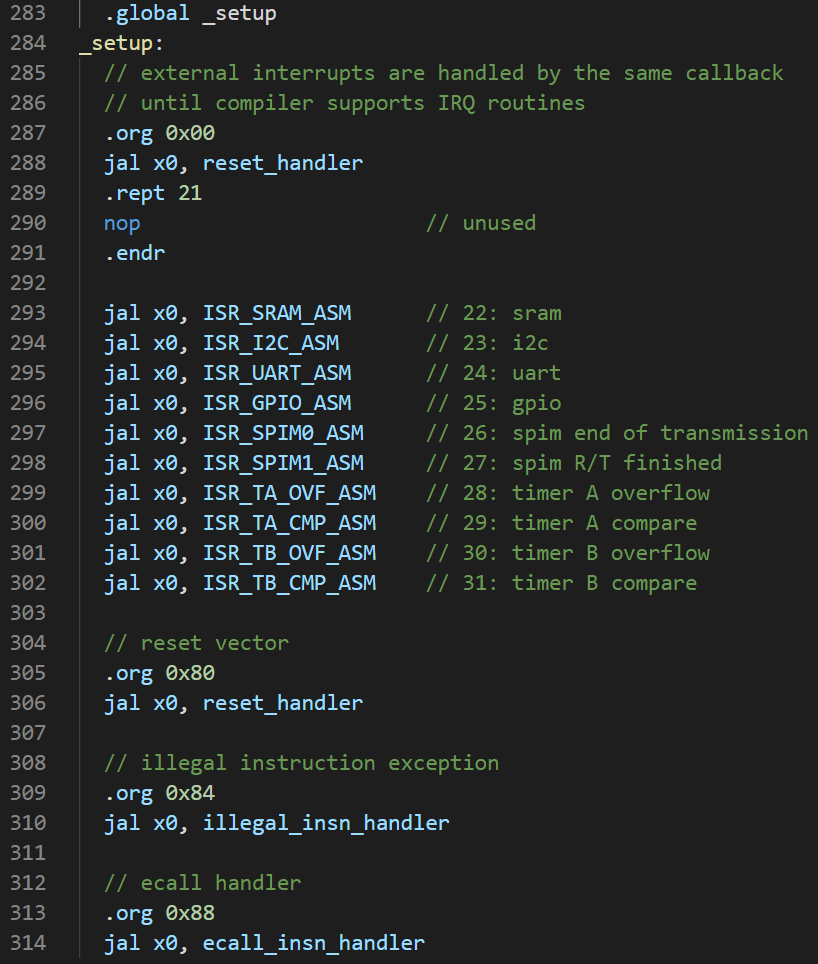 283 .global _setup
284 _setup:
285 // external interrupts are handled by the same callback
286 // until compiler supports IRQ routines
287 .org 0x00
288 jal x0, reset_handler
289 .rept 21
290 nop // unused
291 .endr
292
293 jal x0, ISR_SRAM_ASM // 22: sram
294 jal x0, ISR_I2C_ASM // 23: i2c
295 jal x0, ISR_UART_ASM // 24: uart
296 jal x0, ISR_GPIO_ASM // 25: gpio
297 jal x0, ISR_SPIM0_ASM // 26: spim end of transmission
298 jal x0, ISR_SPIM1_ASM // 27: spim R/T finished
299 jal x0, ISR_TA_OVF_ASM // 28: timer A overflow
300 jal x0, ISR_TA_CMP_ASM // 29: timer A compare
301 jal x0, ISR_TB_OVF_ASM // 30: timer B overflow
302 jal x0, ISR_TB_CMP_ASM // 31: timer B compare
303
304 // reset vector
305 .org 0x80
306 jal x0, reset_handler
307
308 // illegal instruction exception
309 .org 0x84
310 jal x0, illegal_insn_handler
311
312 // ecall handler
313 .org 0x88
314 jal x0, ecall_insn_handler